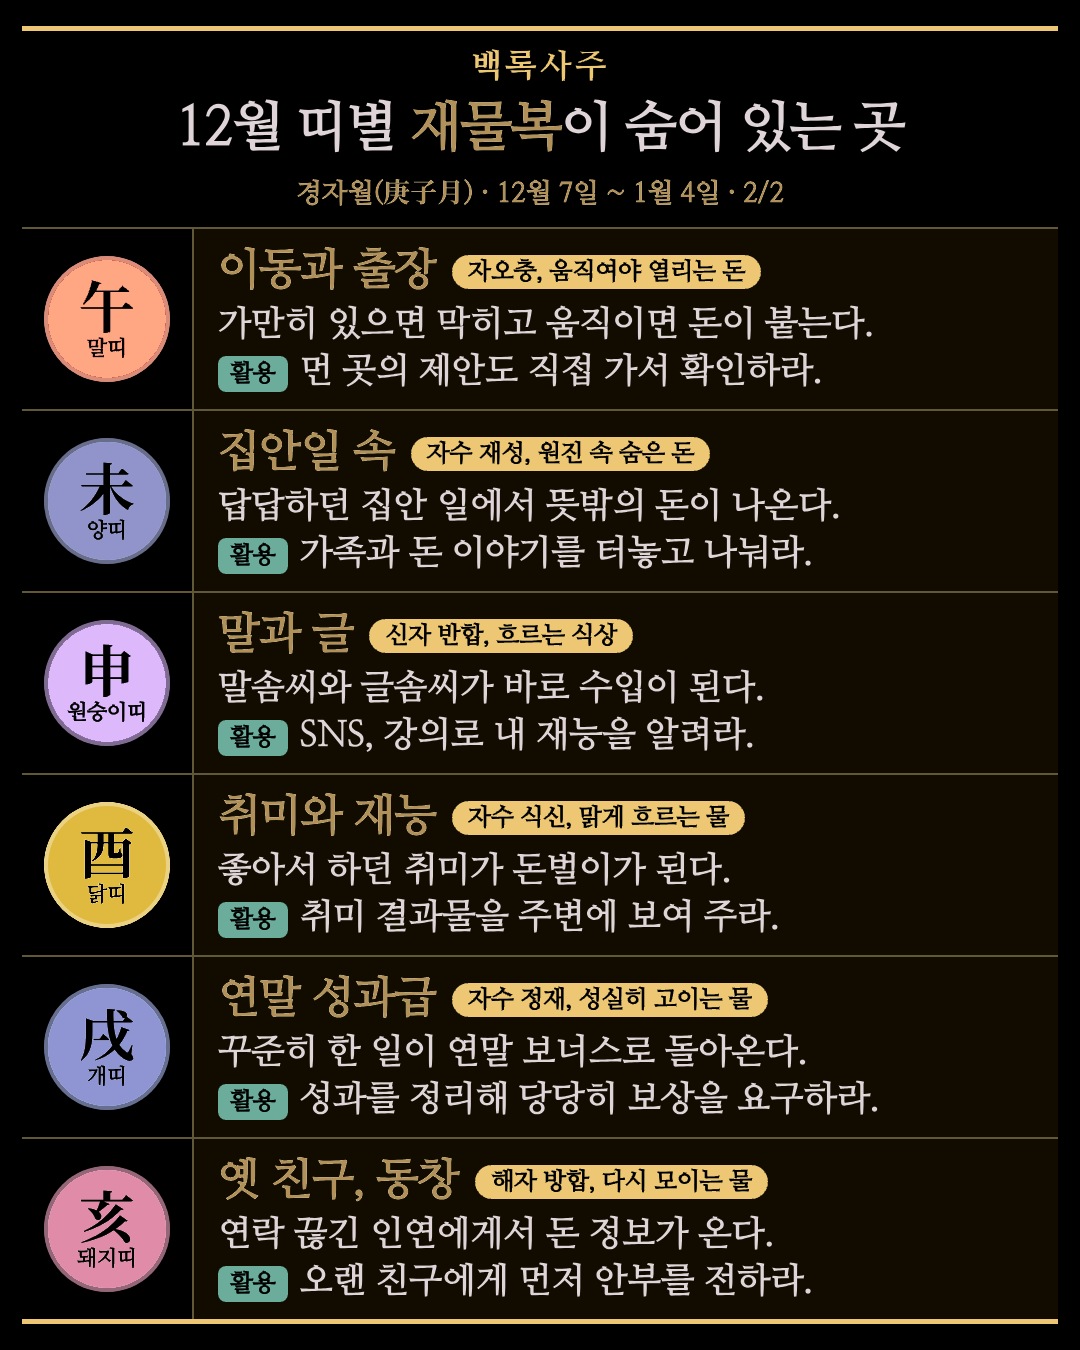 백록사주
12월 띠별 재물복이 숨어 있는 곳
경자월(庚子月) · 12월 7일 ~ 1월 4일 · 2/2
午
말띠
이동과 출장 자오충, 움직여야 열리는 돈
가만히 있으면 막히고 움직이면 돈이 붙는다.
활용 먼 곳의 제안도 직접 가서 확인하라.
未
양띠
집안일 속 자수 재성, 원진 속 숨은 돈
답답하던 집안 일에서 뜻밖의 돈이 나온다.
활용 가족과 돈 이야기를 터놓고 나눠라.
申
원숭이띠
말과 글 신자 반합, 흐르는 식상
말솜씨와 글솜씨가 바로 수입이 된다.
활용 SNS, 강의로 내 재능을 알려라.
酉
닭띠
취미와 재능 자수 식신, 맑게 흐르는 물
좋아서 하던 취미가 돈벌이가 된다.
활용 취미 결과물을 주변에 보여 주라.
戌
개띠
연말 성과급 자수 정재, 성실히 고이는 물
꾸준히 한 일이 연말 보너스로 돌아온다.
활용 성과를 정리해 당당히 보상을 요구하라.
亥
돼지띠
옛 친구, 동창 해자 방합, 다시 모이는 물
연락 끊긴 인연에게서 돈 정보가 온다.
활용 오랜 친구에게 먼저 안부를 전하라.